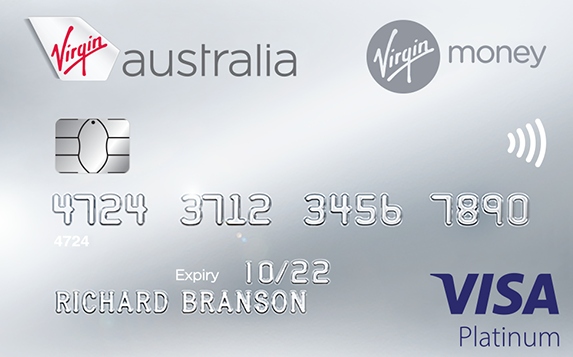 Virgin australia Virgin money
4724 3712 3456 7890
4724
Expiry 10/22
RICHARD BRANSON
VISA
Platinum